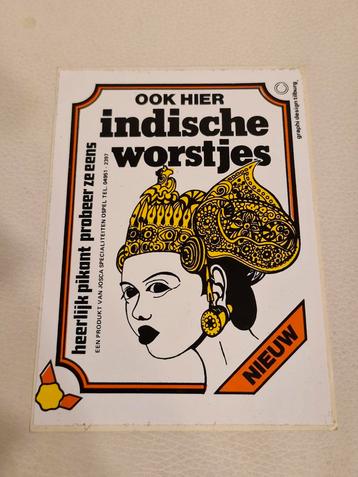 OOK HIER
indische
worstjes
heerlijk pikant probeer ze eens
EEN PRODUKT VAN JOSCA SPECIALITEITEN OSPEL TEL. 04951 - 2397
NIEUW
graphi design tilburg